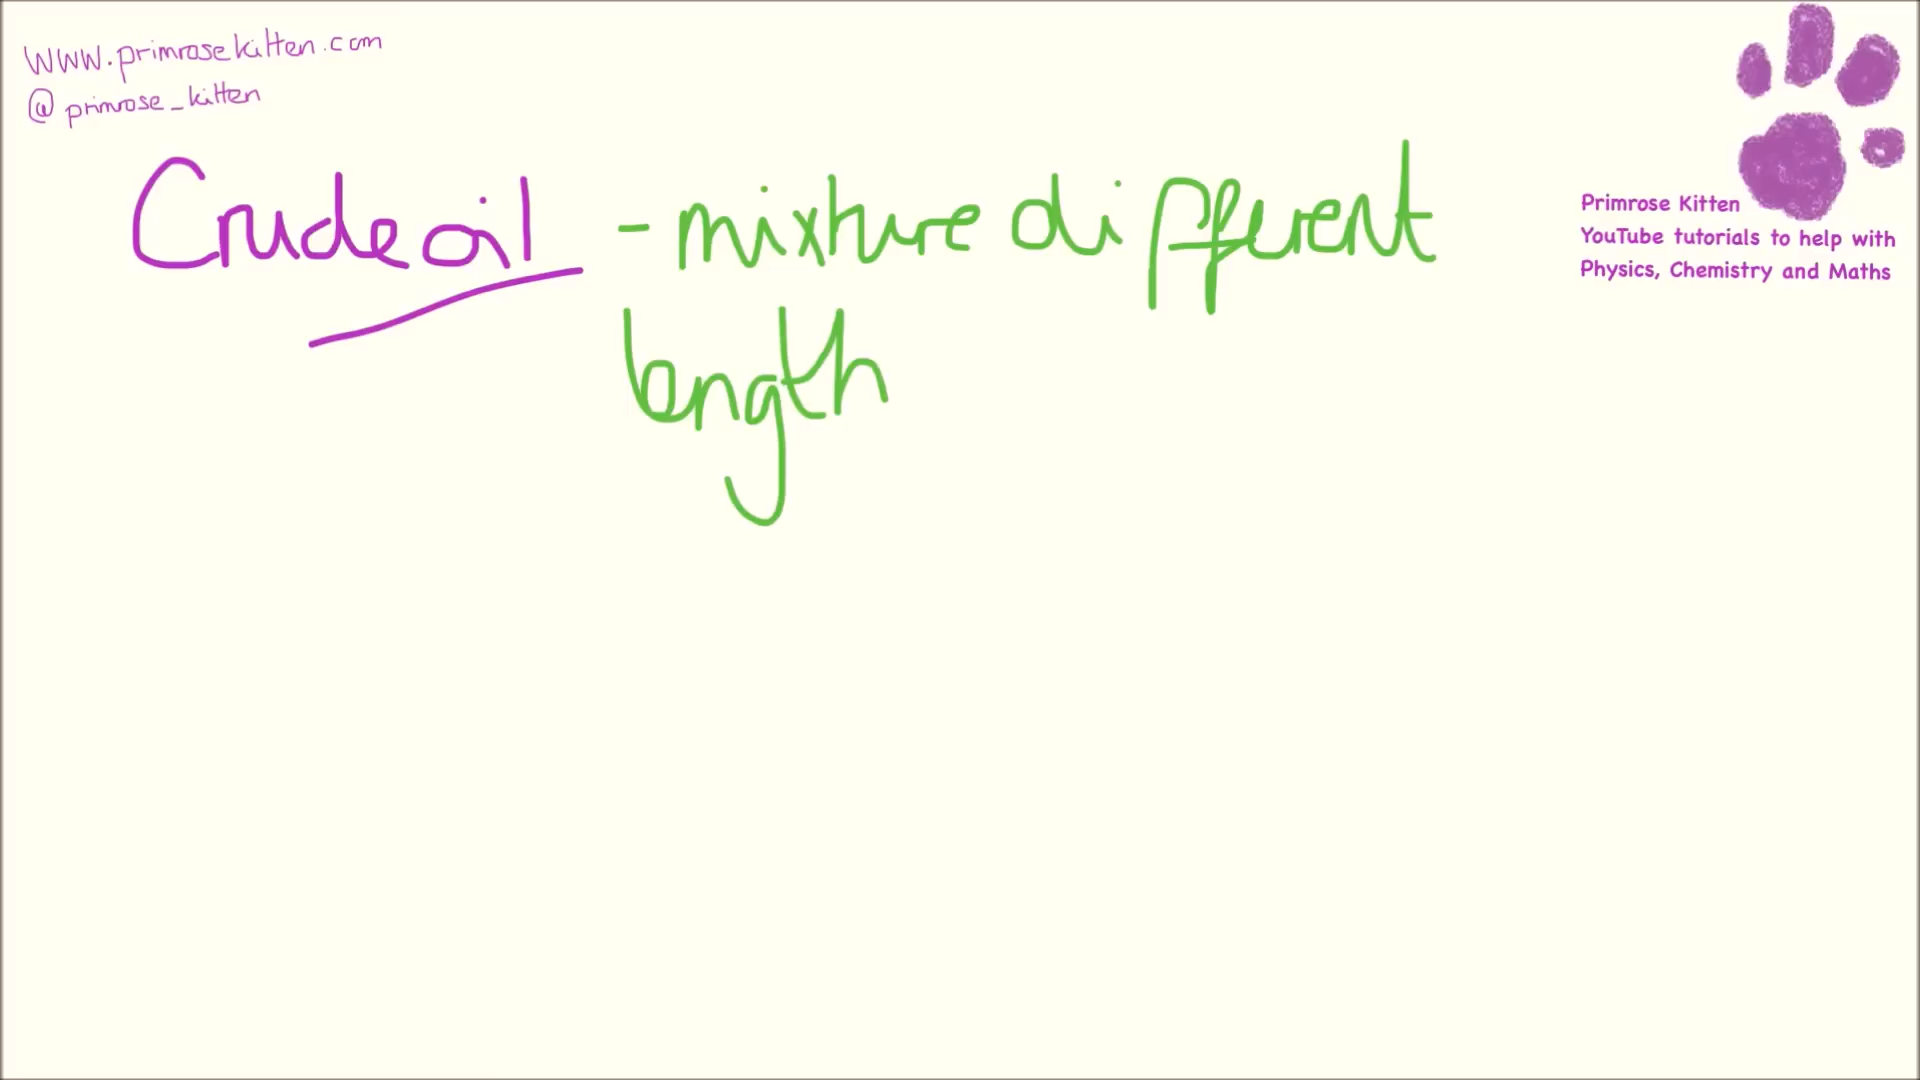 www.primrosekitten.com
@primrose_kitten
Crude oil - mixture different
length
Primrose Kitten
YouTube tutorials to help with
Physics, Chemistry and Maths